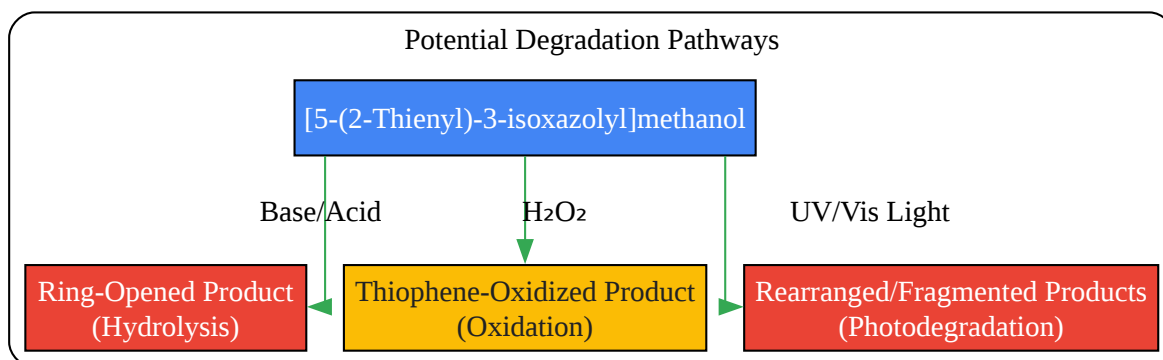 Potential Degradation Pathways
[5-(2-Thienyl)-3-isoxazolyl]methanol
Base/Acid
H₂O₂
UV/Vis Light
Ring-Opened Product
(Hydrolysis)
Thiophene-Oxidized Product
(Oxidation)
Rearranged/Fragmented Products
(Photodegradation)